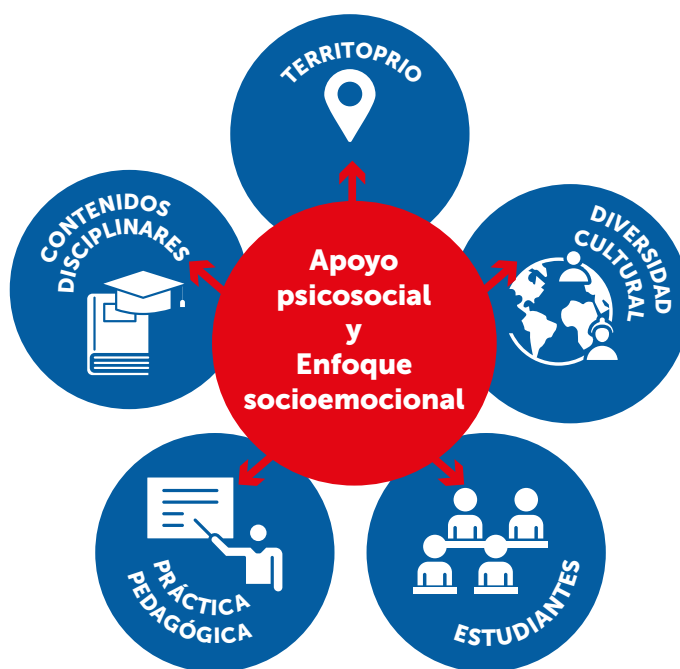 TERRITOPRIO
CONTENIDOS
DISCIPLINARES
DIVERSIDAD
CULTURAL
Apoyo
psicosocial
y
Enfoque
socioemocional
PRÁCTICA
PEDAGÓGICA
ESTUDIANTES